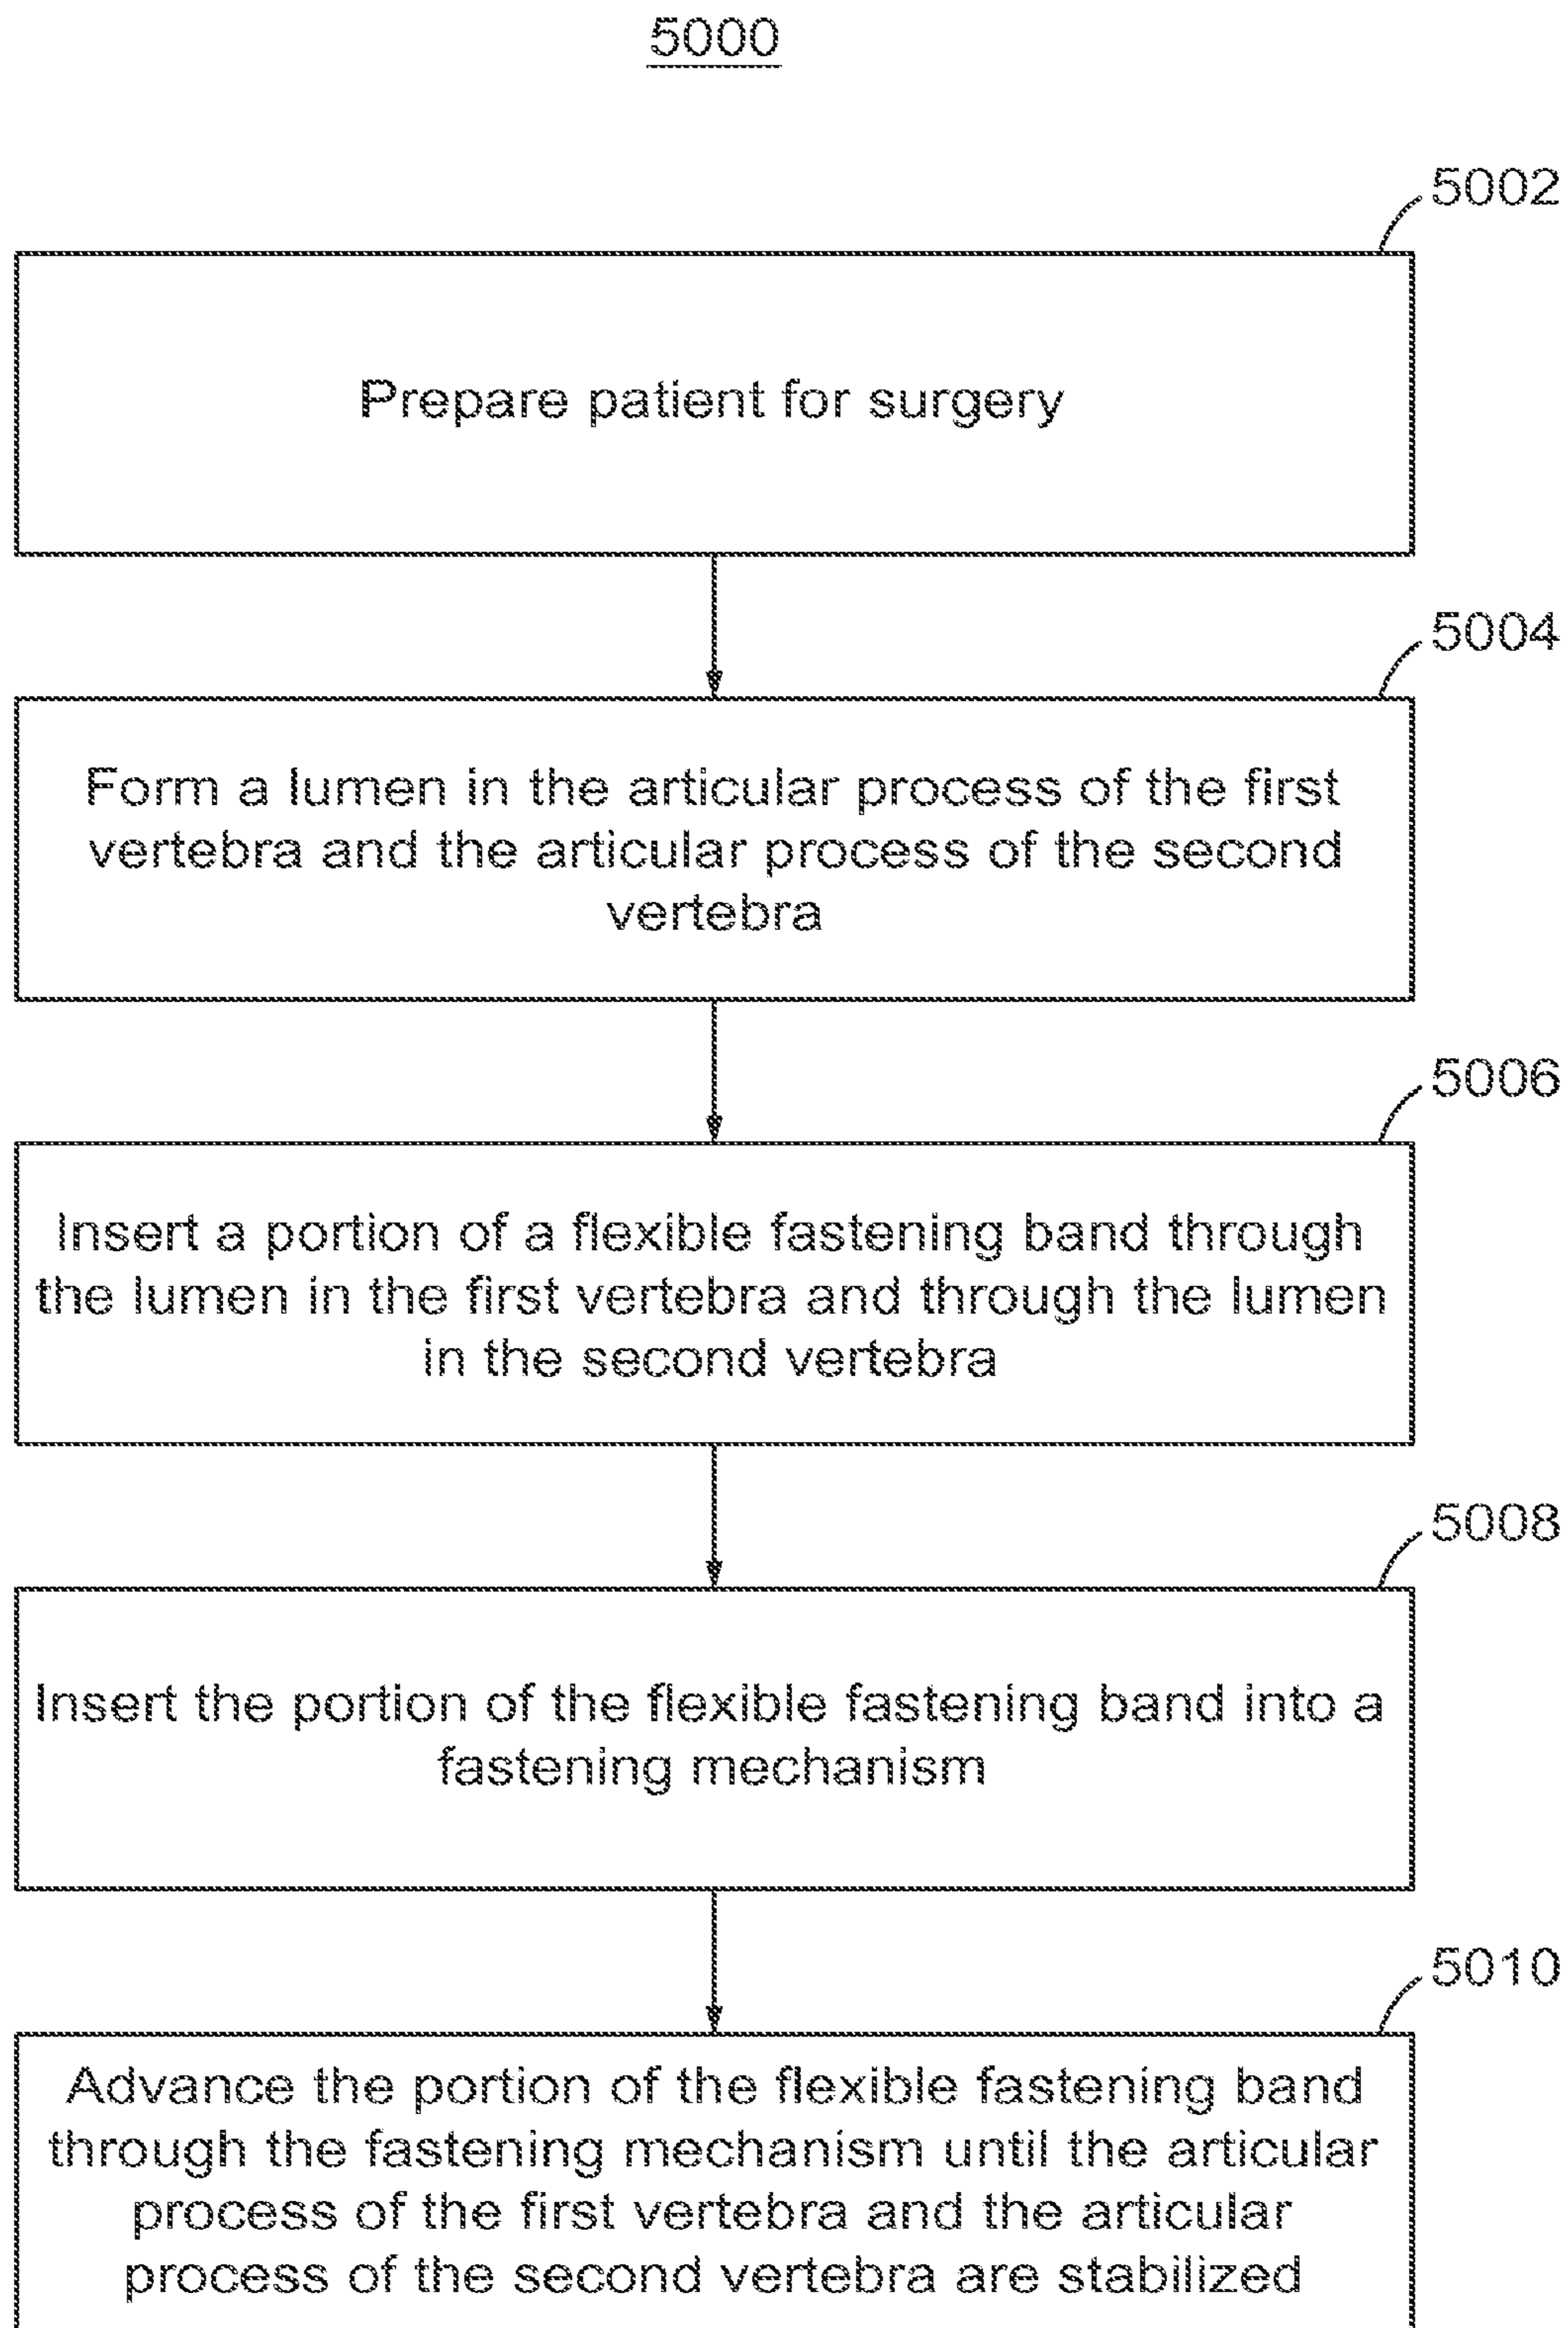 5000
5002
Prepare patient for surgery
5004
Form a lumen in the articular process of the first
vertebra and the articular process of the second
vertebra
5006
Insert a portion of a flexible fastening band through
the lumen in the first vertebra and through the lumen
in the second vertebra
5008
Insert the portion of the flexible fastening band into a
fastening mechanism
5010
Advance the portion of the flexible fastening band
through the fastening mechanism until the articular
process of the first vertebra and the articular
process of the second vertebra are stabilized